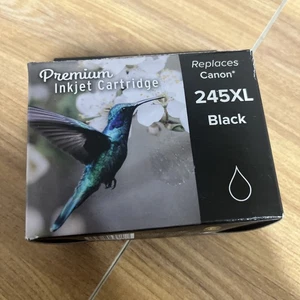 Premium
Inkjet Cartridge
Replaces
Canon*
245XL
Black